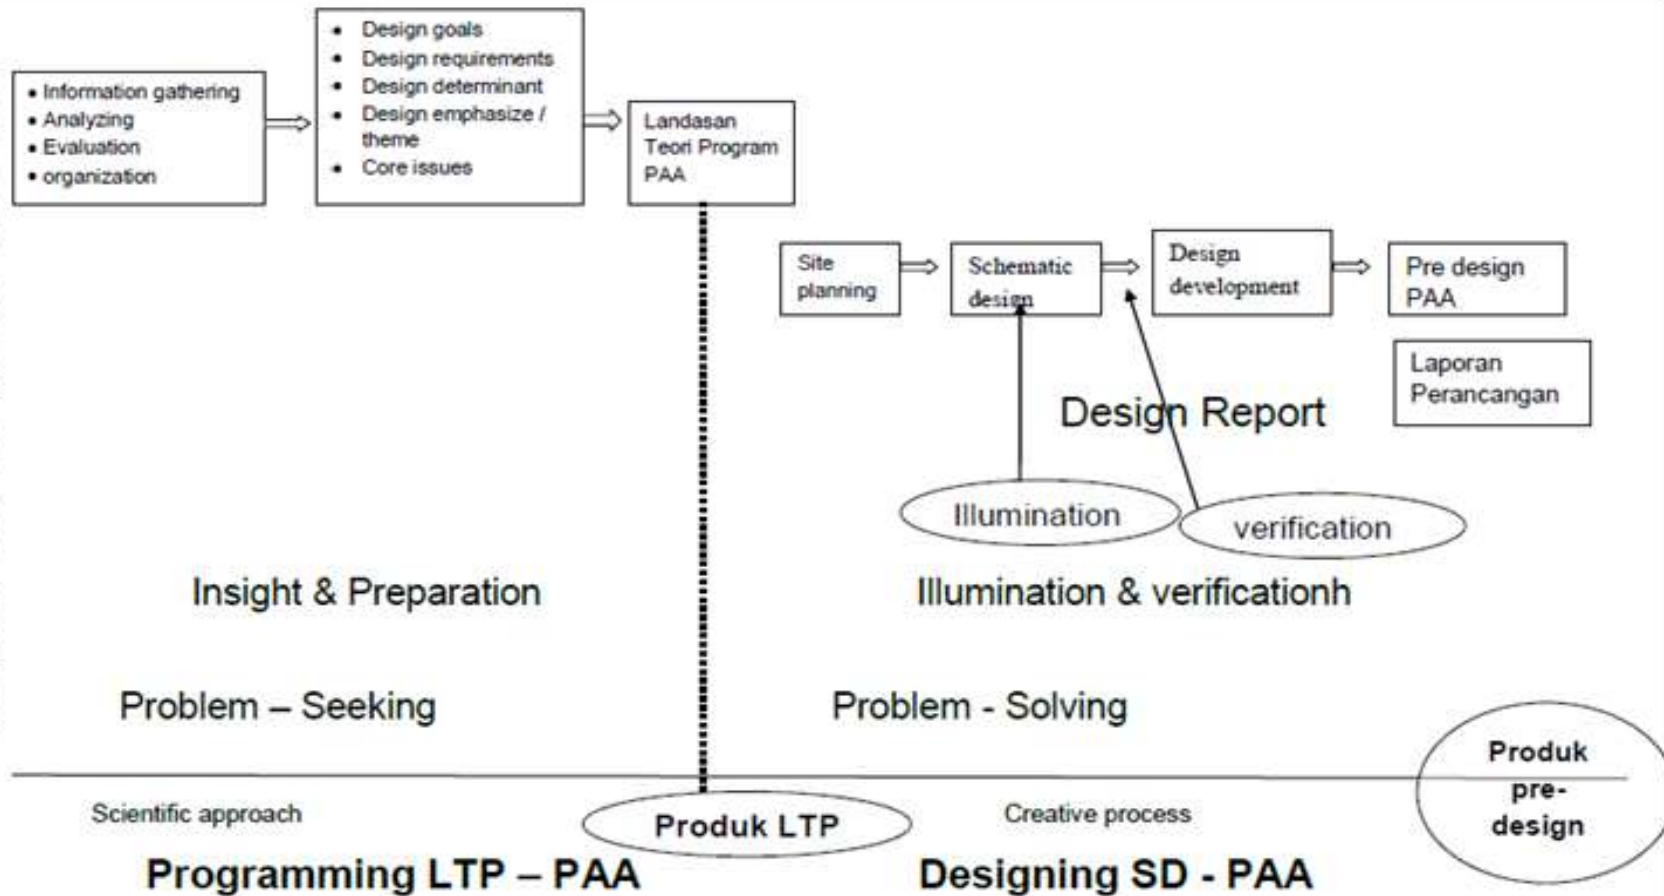 • Information gathering
• Analyzing
• Evaluation
• organization
• Design goals
• Design requirements
• Design determinant
• Design emphasize /
theme
• Core issues
Landasan
Teori Program
PAA
Site
planning
Schematic
design
Design
development
Pre design
PAA
Laporan
Perancangan
Design Report
Illumination
verification
Insight & Preparation
Illumination & verificationh
Problem – Seeking
Problem - Solving
Produk
pre-
design
Scientific approach
Produk LTP
Creative process
Programming LTP – PAA
Designing SD - PAA